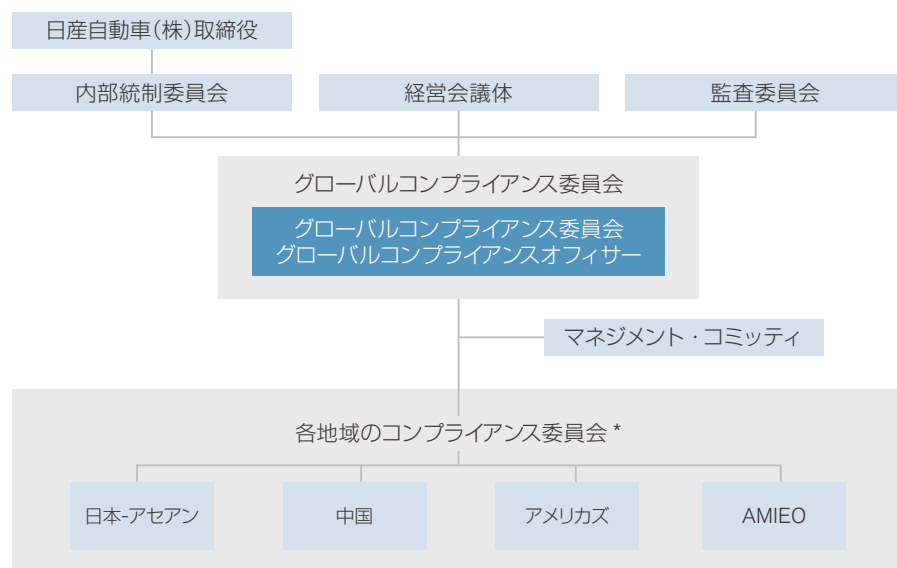 日産自動車(株)取締役
内部統制委員会
経営会議体
監査委員会
グローバルコンプライアンス委員会
グローバルコンプライアンス委員会
グローバルコンプライアンスオフィサー
マネジメント・コミッティ
各地域のコンプライアンス委員会 *
日本-アセアン
中国
アメリカズ
AMIEO